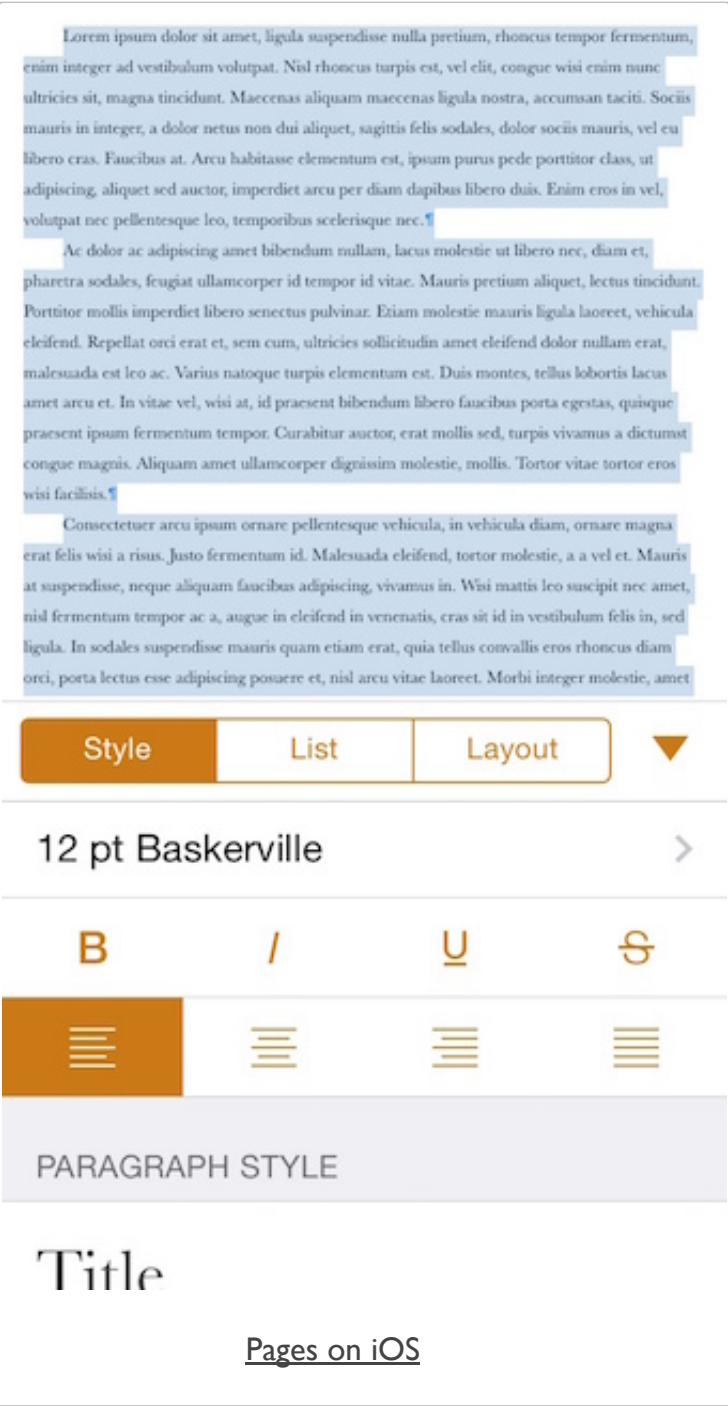 Lorem ipsum dolor sit amet, ligula suspendisse nulla pretium, rhoncus tempor fermentum,
enim integer ad vestibulum volutpat. Nisl rhoncus turpis est, vel elit, congue wisi enim nunc
ultricies sit, magna tincidunt. Maecenas aliquam maecenas ligula nostra, accumsan taciti. Sociis
mauris in integer, a dolor netus non dui aliquet, sagittis felis sodales, dolor sociis mauris, vel eu
libero cras. Faucibus at. Arcu habitasse elementum est, ipsum purus pede porttitor class, ut
adipiscing, aliquet sed auctor, imperdiet arcu per diam dapibus libero duis. Enim eros in vel,
volutpat nec pellentesque leo, temporibus scelerisque nec.¶
Ac dolor ac adipiscing amet bibendum nullam, lacus molestie ut libero nec, diam et,
pharetra sodales, feugiat ullamcorper id tempor id vitae. Mauris pretium aliquet, lectus tincidunt.
Porttitor mollis imperdiet libero senectus pulvinar. Etiam molestie mauris ligula laoreet, vehicula
eleifend. Repellat orci erat et, sem cum, ultricies sollicitudin amet eleifend dolor nullam erat,
malesuada est leo ac. Varius natoque turpis elementum est. Duis montes, tellus lobortis lacus
amet arcu et. In vitae vel, wisi at, id praesent bibendum libero faucibus porta egestas, quisque
praesent ipsum fermentum tempor. Curabitur auctor, erat mollis sed, turpis vivamus a dictumst
congue magnis. Aliquam amet ullamcorper dignissim molestie, mollis. Tortor vitae tortor eros
wisi facilisis.¶
Consectetuer arcu ipsum ornare pellentesque vehicula, in vehicula diam, ornare magna
erat felis wisi a risus. Justo fermentum id. Malesuada eleifend, tortor molestie, a a vel et. Mauris
at suspendisse, neque aliquam faucibus adipiscing, vivamus in. Wisi mattis leo suscipit nec amet,
nisl fermentum tempor ac a, augue in eleifend in venenatis, cras sit id in vestibulum felis in, sed
ligula. In sodales suspendisse mauris quam etiam erat, quia tellus convallis eros rhoncus diam
orci, porta lectus esse adipiscing posuere et, nisl arcu vitae laoreet. Morbi integer molestie, amet
Style List Layout
12 pt Baskerville
B I U S
PARAGRAPH STYLE
Title
Pages on iOS